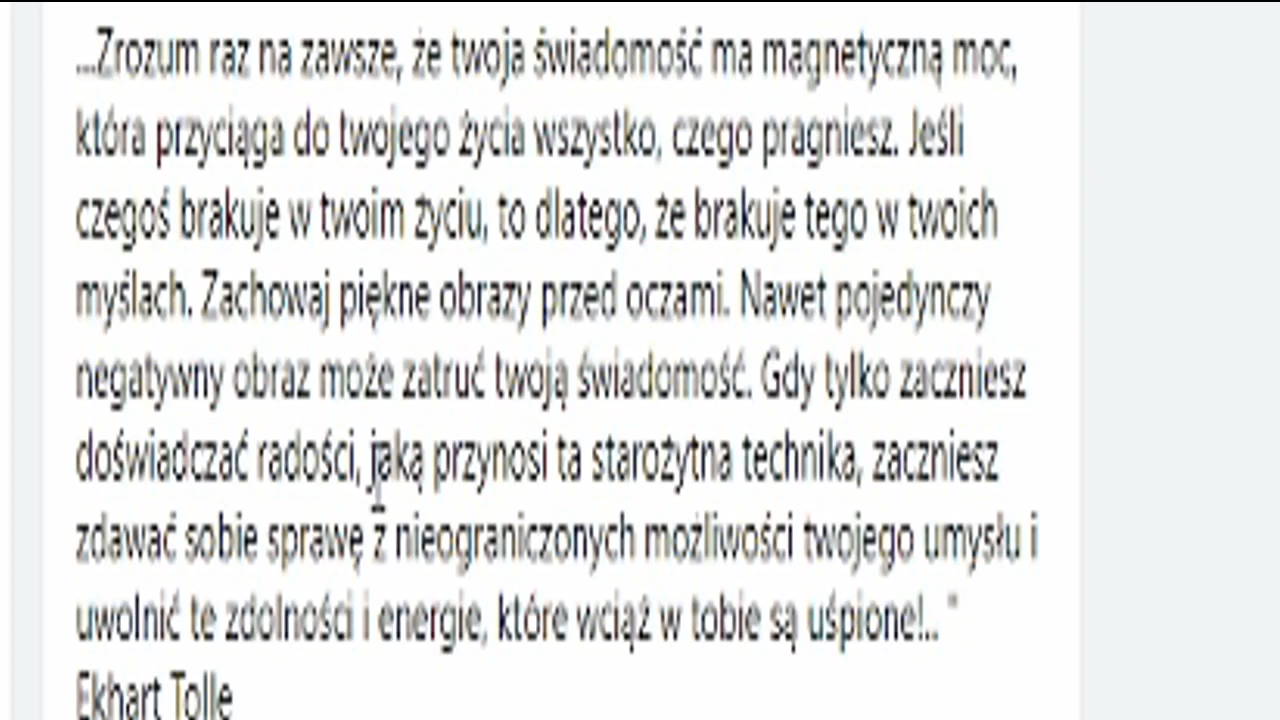 ...Zrozum raz na zawsze, że twoja świadomość ma magnetyczną moc,
która przyciąga do twojego życia wszystko, czego pragniesz. Jeśli
czegoś brakuje w twoim życiu, to dlatego, że brakuje tego w twoich
myślach. Zachowaj piękne obrazy przed oczami. Nawet pojedynczy
negatywny obraz może zatruć twoją świadomość. Gdy tylko zaczniesz
doświadczać radości, jaką przynosi ta starożytna technika, zaczniesz
zdawać sobie sprawę z nieograniczonych możliwości twojego umysłu i
uwolnić te zdolności i energie, które wciąż w tobie są uśpione!.. "
Ekhart Tolle